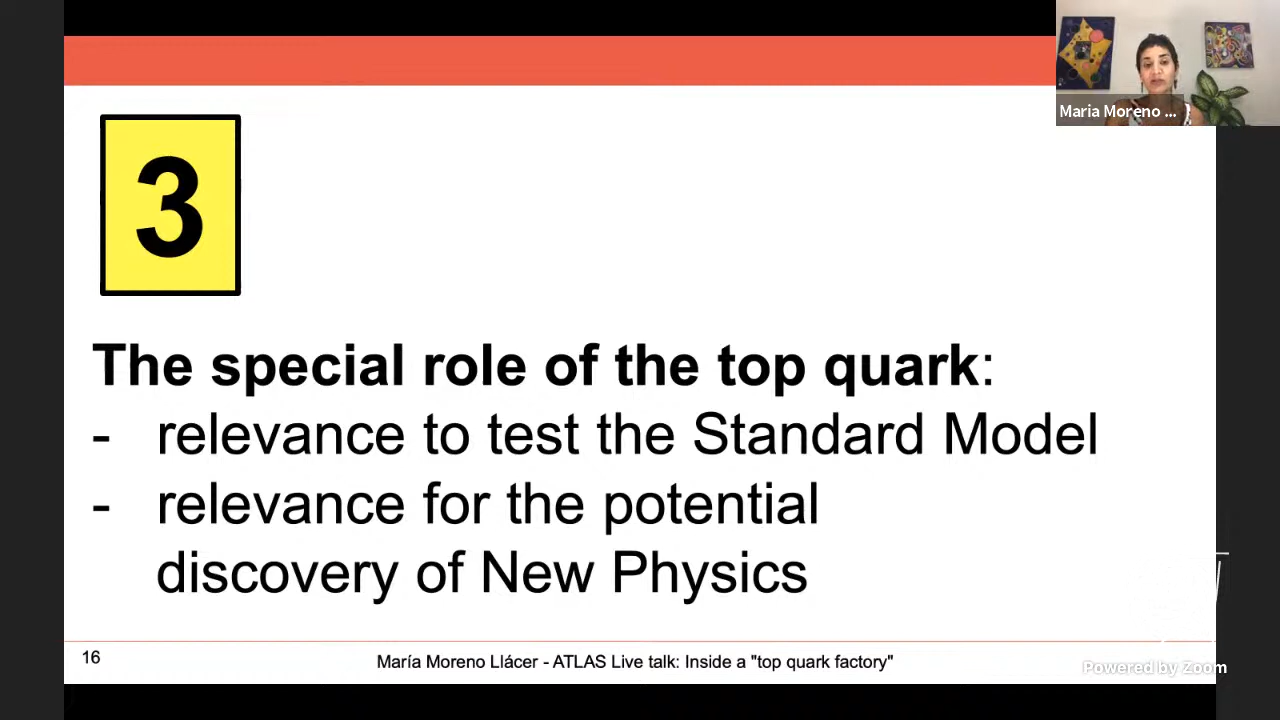 Maria Moreno ...
3
The special role of the top quark:
- relevance to test the Standard Model
- relevance for the potential
discovery of New Physics
16
María Moreno Llácer - ATLAS Live talk: Inside a "top quark factory"
Powered by Zoom